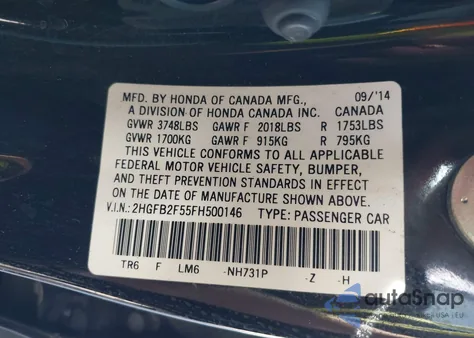 MFD. BY HONDA OF CANADA MFG., 09/'14
A DIVISION OF HONDA CANADA INC. CANADA
GVWR 3748LBS GAWR F 2018LBS R 1753LBS
GVWR 1700KG GAWR F 915KG R 795KG
THIS VEHICLE CONFORMS TO ALL APPLICABLE
FEDERAL MOTOR VEHICLE SAFETY, BUMPER,
AND THEFT PREVENTION STANDARDS IN EFFECT
ON THE DATE OF MANUFACTURE SHOWN ABOVE.
V.I.N.: 2HGFB2F55FH500146 TYPE: PASSENGER CAR
TR6 F LM6 -NH731P -Z -H
autoSnap